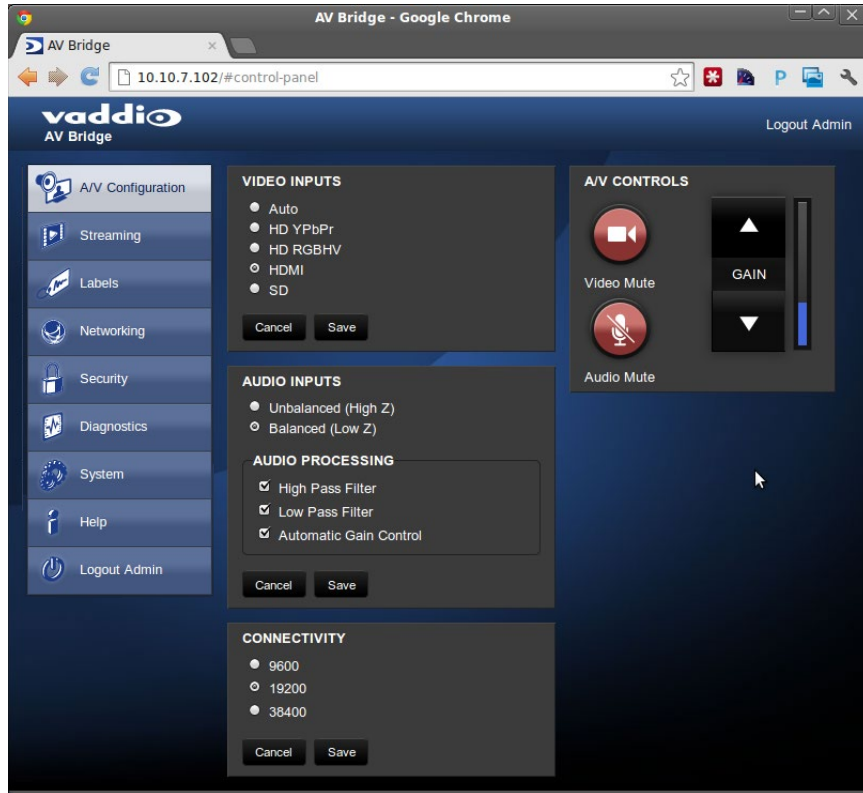 AV Bridge - Google Chrome
AV Bridge
10.10.7.102/#control-panel
P
vaddio
AV Bridge
Logout Admin
A/V Configuration
Streaming
Labels
Networking
Security
Diagnostics
System
Help
Logout Admin
VIDEO INPUTS
Auto
HD YPbPr
HD RGBHV
HDMI
SD
Cancel Save
AUDIO INPUTS
Unbalanced (High Z)
Balanced (Low Z)
AUDIO PROCESSING
High Pass Filter
Low Pass Filter
Automatic Gain Control
Cancel Save
CONNECTIVITY
9600
19200
38400
Cancel Save
A/V CONTROLS
Video Mute
GAIN
Audio Mute